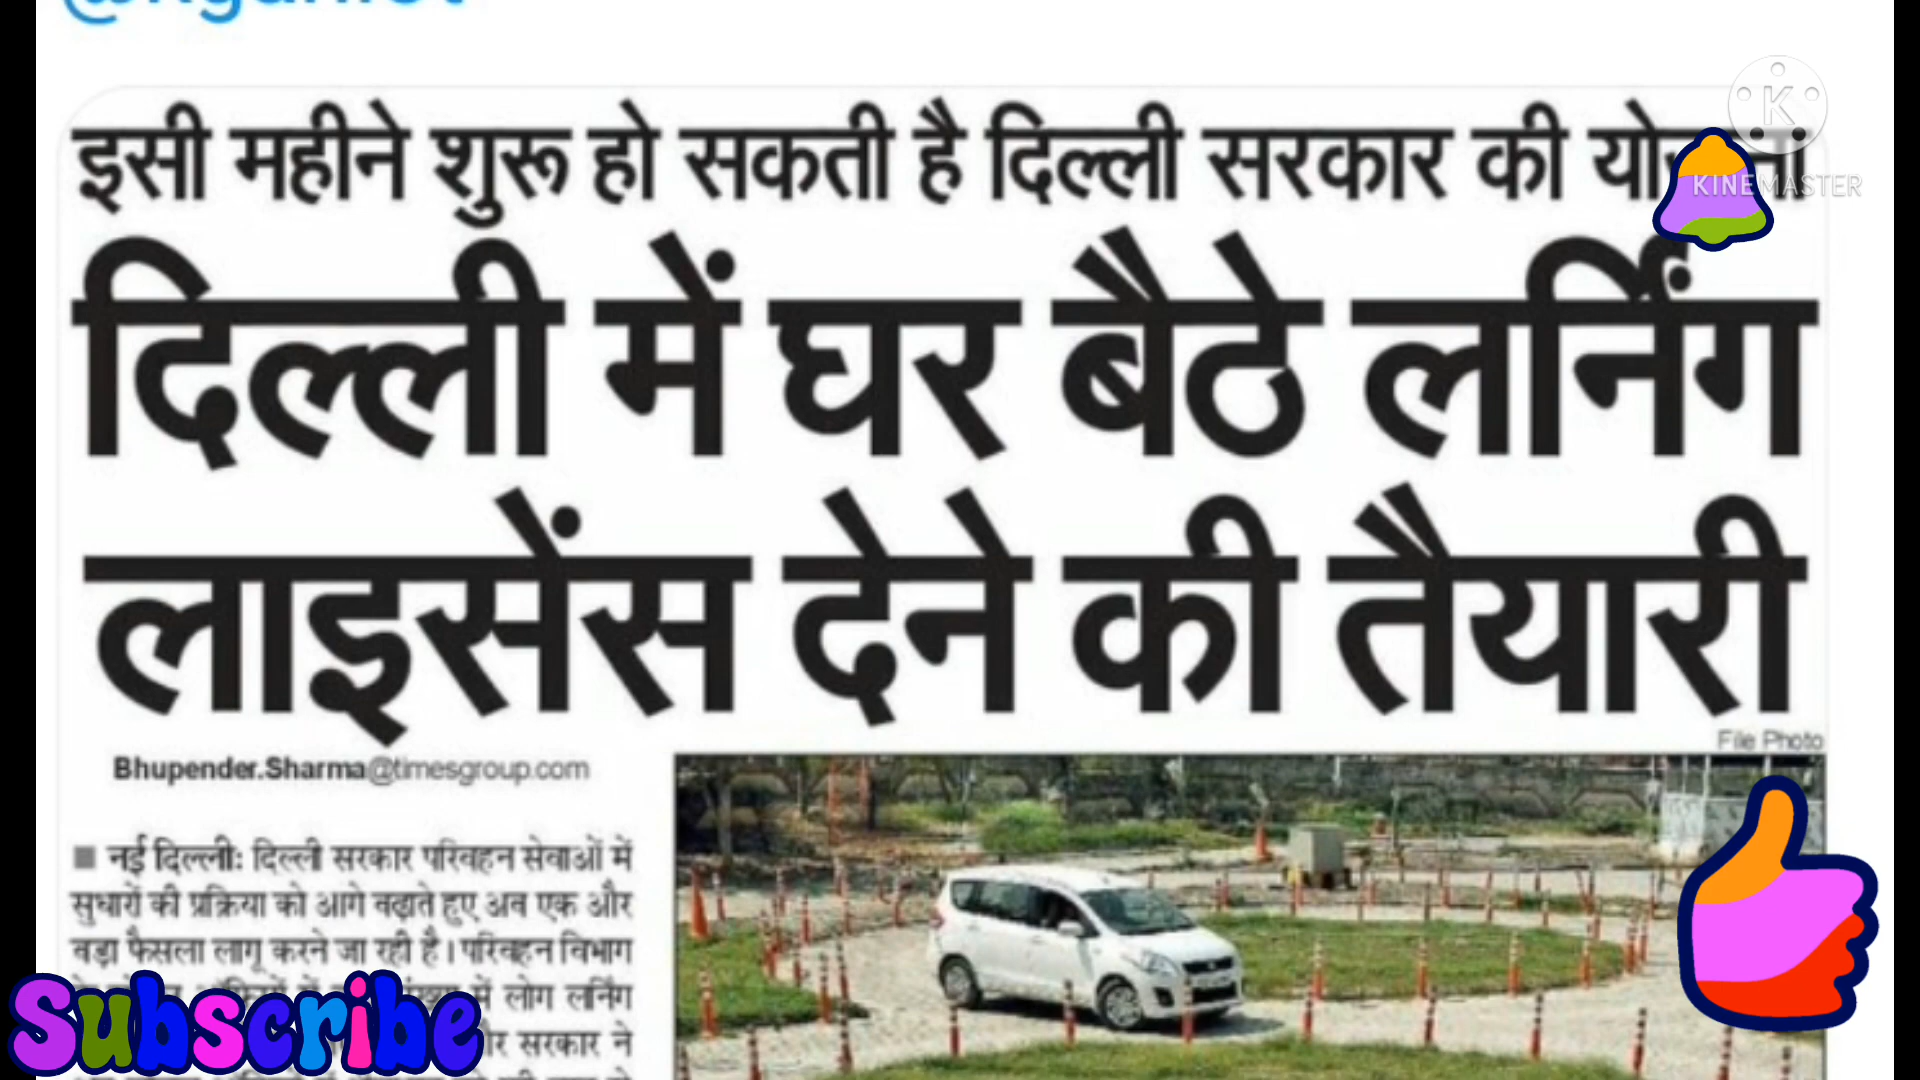 इसी महीने शुरू हो सकती है दिल्ली सरकार की योजना
KINEMASTER
दिल्ली में घर बैठे लर्निंग
लाइसेंस देने की तैयारी
File Photo
Bhupender.Sharma@timesgroup.com
नई दिल्ली: दिल्ली सरकार परिवहन सेवाओं में
सुधारों की प्रक्रिया को आगे बढ़ाते हुए अब एक और
बड़ा फैसला लागू करने जा रही है। परिवहन विभाग
में लोग लर्निंग
सरकार ने
Subscribe